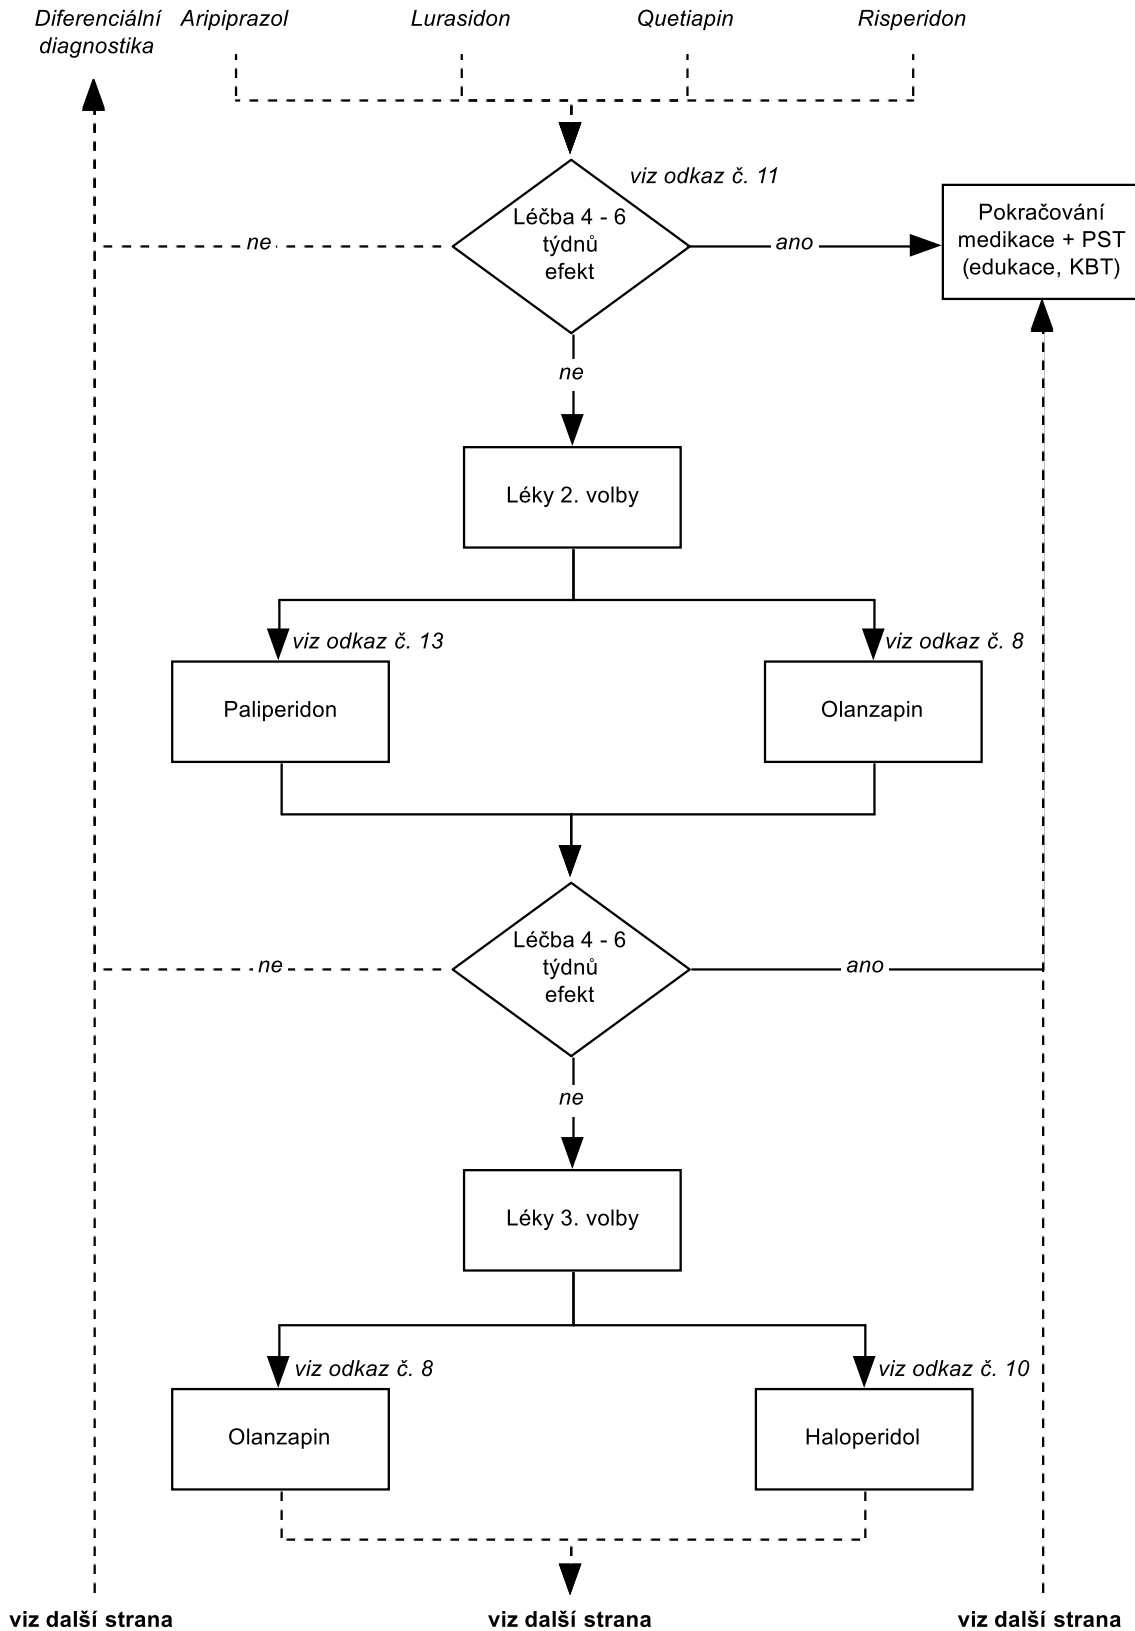 Diferenciální
diagnostika
Aripiprazol
Lurasidon
Quetiapin
Risperidon
viz odkaz č. 11
Léčba 4 - 6
týdnů
efekt
ne
ano
Pokračování
medikace + PST
(edukace, KBT)
ne
Léky 2. volby
viz odkaz č. 13
viz odkaz č. 8
Paliperidon
Olanzapin
Léčba 4 - 6
týdnů
efekt
ne
ano
ne
Léky 3. volby
viz odkaz č. 8
viz odkaz č. 10
Olanzapin
Haloperidol
viz další strana
viz další strana
viz další strana